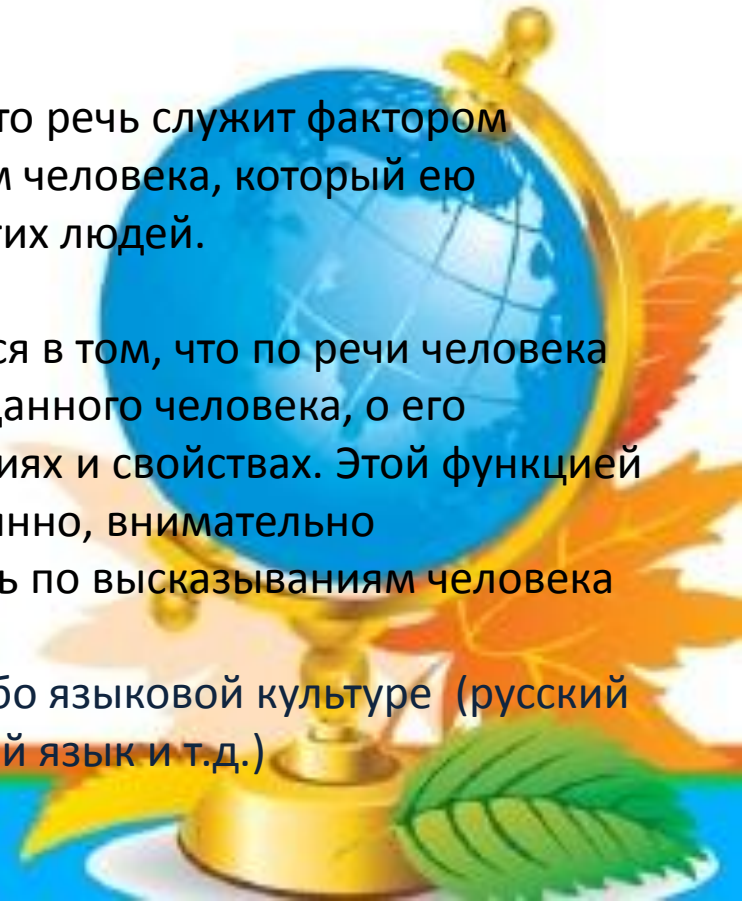 то речь служит фактором
м человека, который ею
гих людей.
ся в том, что по речи человека
данного человека, о его
иях и свойствах. Этой функцией
нно, внимательно
ь по высказываниям человека
бо языковой культуре (русский
й язык и т.д.)